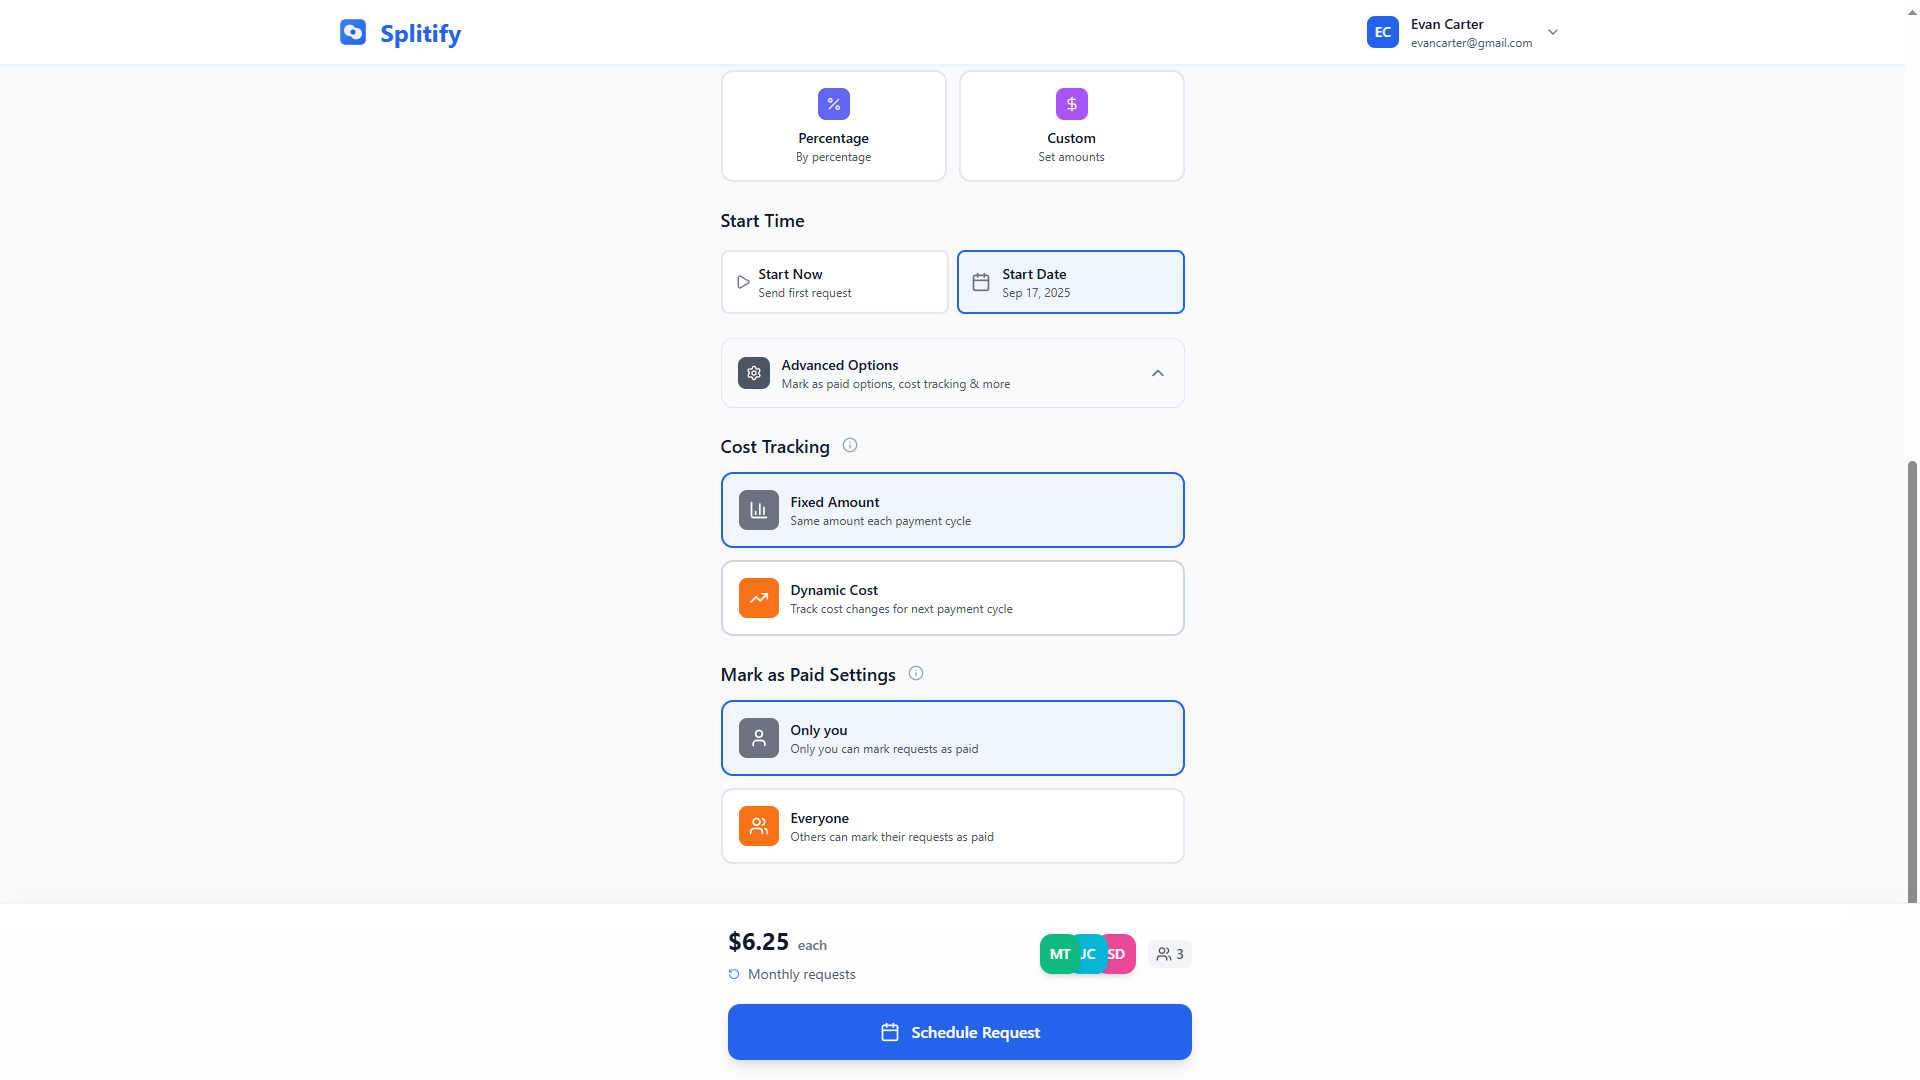 Splitify
EC
Evan Carter
evancarter@gmail.com
%
Percentage
By percentage
$
Custom
Set amounts
Start Time
Start Now
Send first request
Start Date
Sep 17, 2025
Advanced Options
Mark as paid options, cost tracking & more
Cost Tracking
Fixed Amount
Same amount each payment cycle
Dynamic Cost
Track cost changes for next payment cycle
Mark as Paid Settings
Only you
Only you can mark requests as paid
Everyone
Others can mark their requests as paid
$6.25 each
Monthly requests
MT JC SD
3
Schedule Request